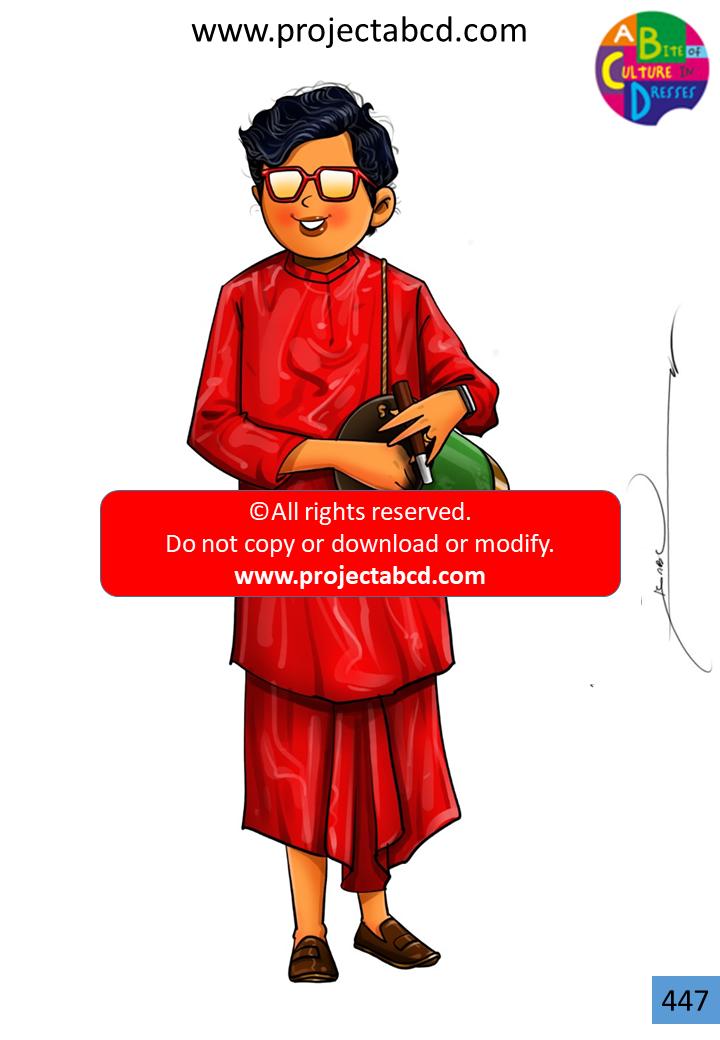 www.projectabcd.com
A BITE OF
CULTURE IN
DRESSES
©All rights reserved.
Do not copy or download or modify.
www.projectabcd.com
447